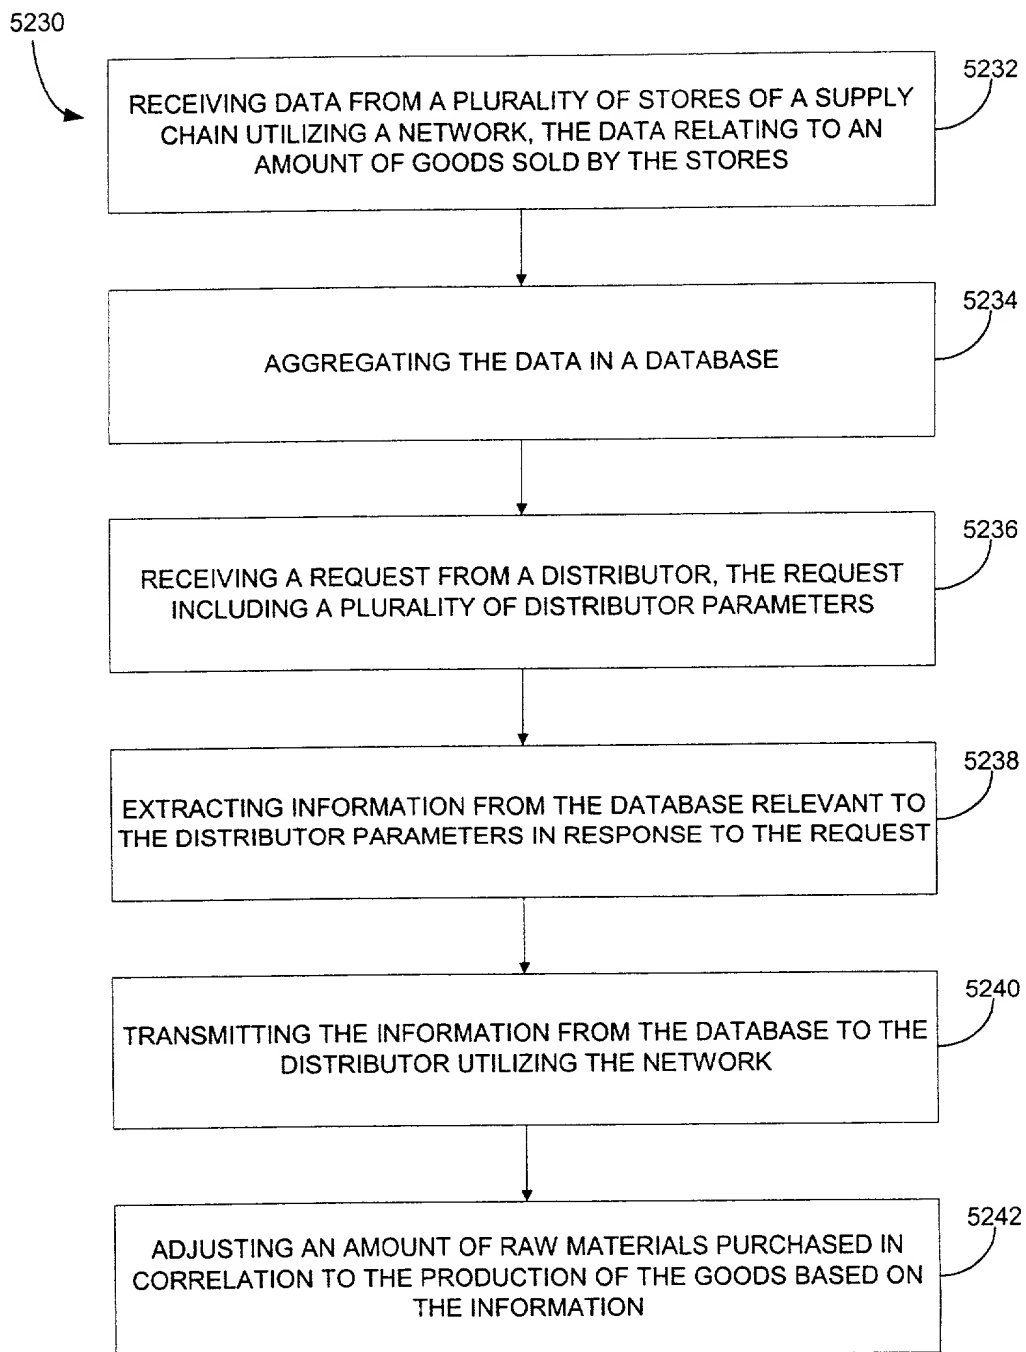 5230
5232
RECEIVING DATA FROM A PLURALITY OF STORES OF A SUPPLY
CHAIN UTILIZING A NETWORK, THE DATA RELATING TO AN
AMOUNT OF GOODS SOLD BY THE STORES
5234
AGGREGATING THE DATA IN A DATABASE
5236
RECEIVING A REQUEST FROM A DISTRIBUTOR, THE REQUEST
INCLUDING A PLURALITY OF DISTRIBUTOR PARAMETERS
5238
EXTRACTING INFORMATION FROM THE DATABASE RELEVANT TO
THE DISTRIBUTOR PARAMETERS IN RESPONSE TO THE REQUEST
5240
TRANSMITTING THE INFORMATION FROM THE DATABASE TO THE
DISTRIBUTOR UTILIZING THE NETWORK
5242
ADJUSTING AN AMOUNT OF RAW MATERIALS PURCHASED IN
CORRELATION TO THE PRODUCTION OF THE GOODS BASED ON
THE INFORMATION